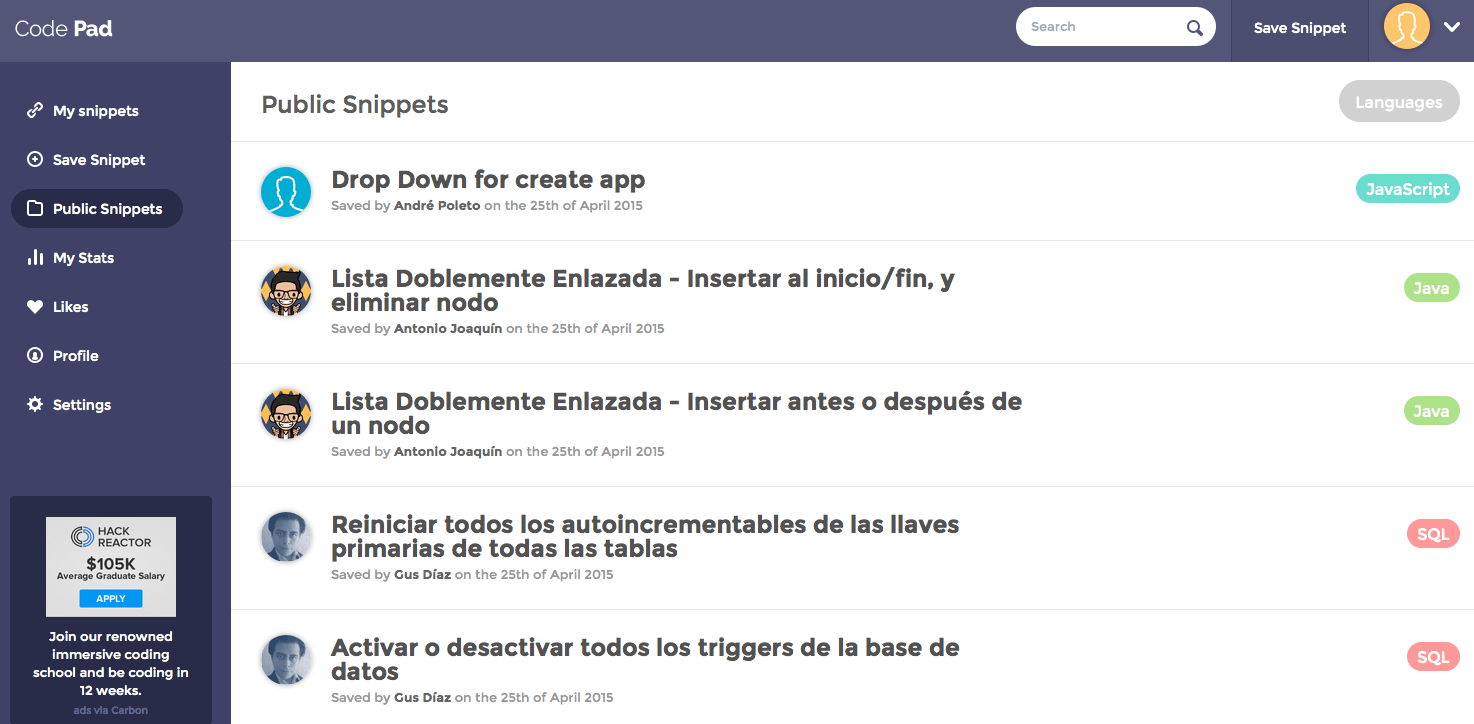 Code Pad
Search
Save Snippet
My snippets
Save Snippet
Public Snippets
My Stats
Likes
Profile
Settings
HACK
REACTOR
$105K
Average Graduate Salary
APPLY
Join our renowned
immersive coding
school and be coding in
12 weeks.
ads via Carbon
Public Snippets
Languages
Drop Down for create app
Saved by André Poleto on the 25th of April 2015
JavaScript
Lista Doblemente Enlazada - Insertar al inicio/fin, y
eliminar nodo
Saved by Antonio Joaquín on the 25th of April 2015
Java
Lista Doblemente Enlazada - Insertar antes o después de
un nodo
Saved by Antonio Joaquín on the 25th of April 2015
Java
Reiniciar todos los autoincrementables de las llaves
primarias de todas las tablas
Saved by Gus Díaz on the 25th of April 2015
SQL
Activar o desactivar todos los triggers de la base de
datos
Saved by Gus Díaz on the 25th of April 2015
SQL